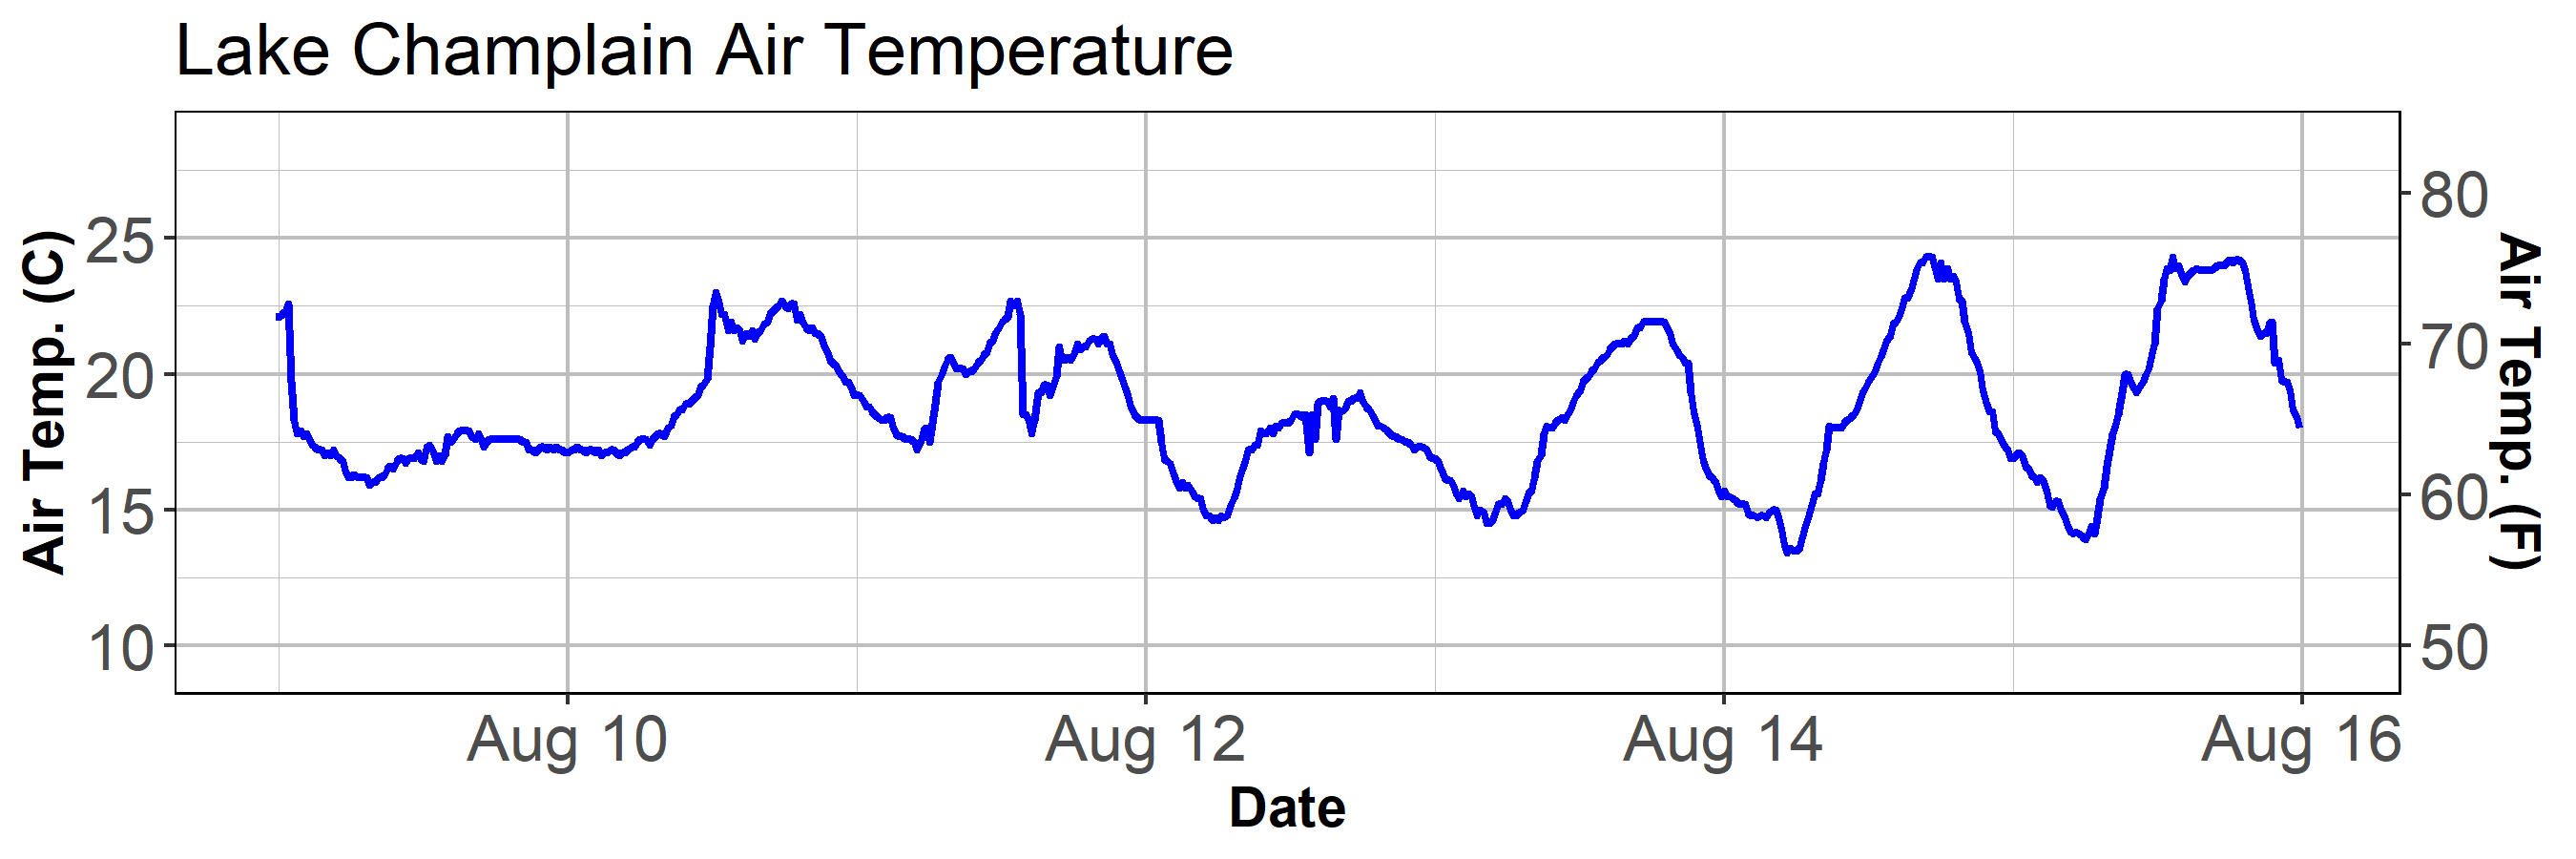 Lake Champlain Air Temperature
Air Temp. (C)
25
20
15
10
80
70
60
50
Air Temp. (F)
Aug 10
Aug 12
Aug 14
Aug 16
Date